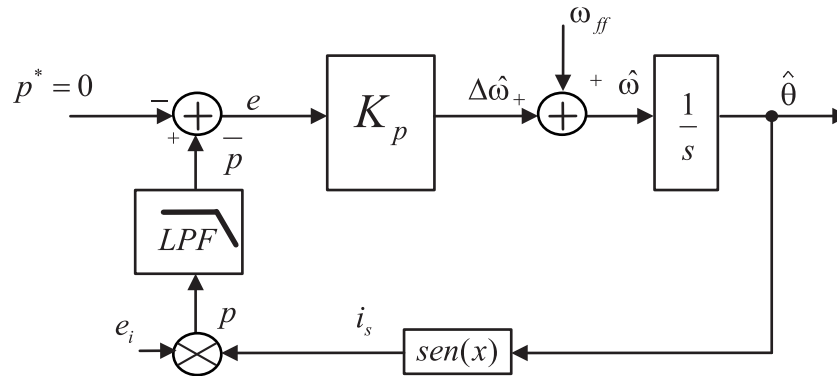 ω_ff
p* = 0
− + +
e
K_p
Δω̂ + +
+
ω̂
1/s
θ̂
p̄
LPF
e_i
p
i_s
sen(x)